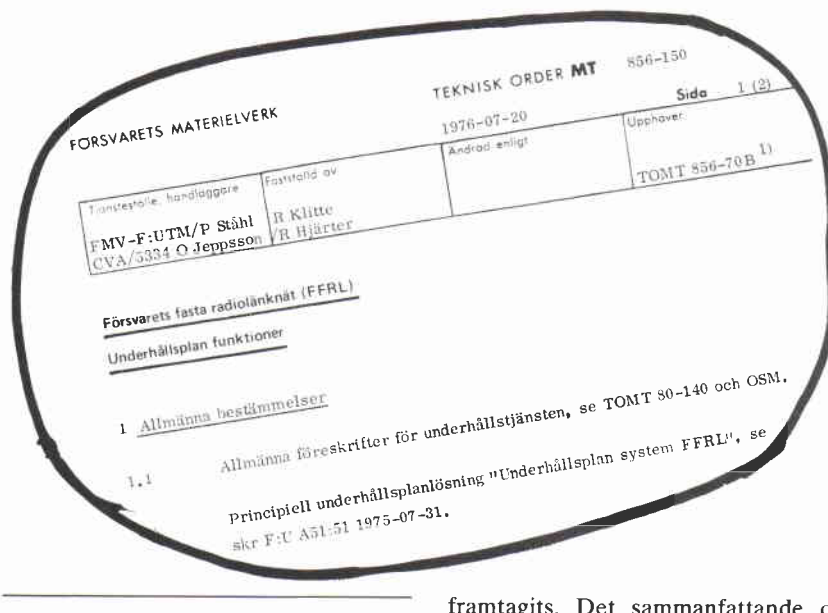 FÖRSVARETS MATERIELVERK
TEKNISK ORDER MT 856-150
Sida 1 (2)
1976-07-20
Tjänsteställe, handläggare
FMV-F:UTM/P Ståhl
CVA/5334 O Jeppsson
Fastställd av
R Klitte
/R Hjärter
Ändrad enligt
Upphäver
TOMT 856-70B 1)
Försvarets fasta radiolänknät (FFRL)
Underhållsplan funktioner
1 Allmänna bestämmelser
1.1 Allmänna föreskrifter för underhållstjänsten, se TOMT 80-140 och OSM.
Principiell underhållsplanlösning "Underhållsplan system FFRL", se
skr F:U A51:51 1975-07-31.
framtagits. Det sammanfattande